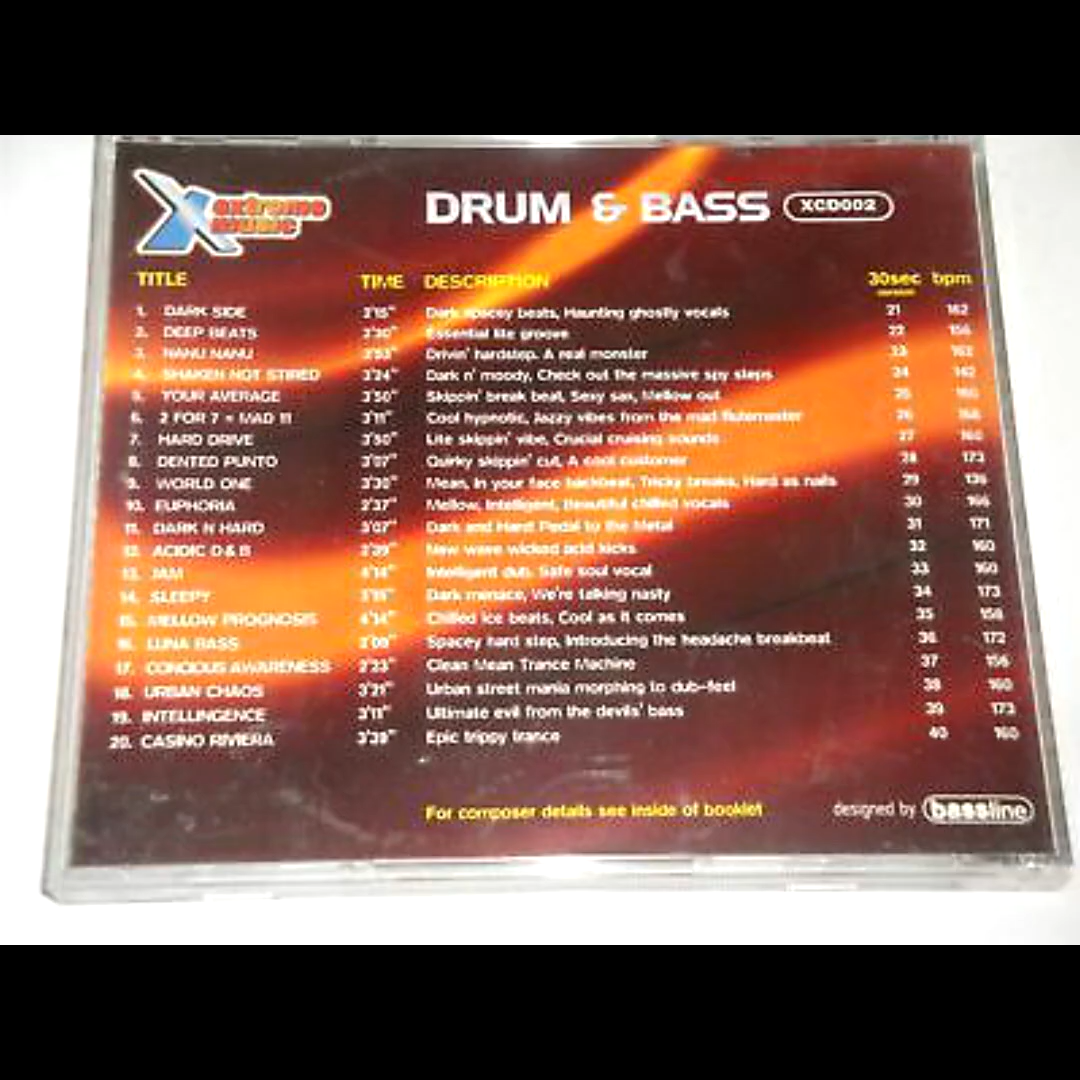 extreme music
DRUM & BASS XCD002
TITLE TIME DESCRIPTION 30sec bpm
1. DARK SIDE 3'15" Dark spacey beats, Haunting ghostly vocals 21 162
2. DEEP BEATS 3'30" Essential lite groove 22 156
3. NANU NANU 3'53" Drivin' hardstep. A real monster 23 162
4. SHAKEN NOT STIRED 3'24" Dark n' moody, Check out the massive spy steps 24 162
5. YOUR AVERAGE 3'50" Skippin' break beat, Sexy sax, Mellow out 25 160
6. 2 FOR 7 = MAD 11 3'11" Cool hypnotic, Jazzy vibes from the mad flutemaster 26 168
7. HARD DRIVE 3'50" Lite skippin' vibe, Crucial cruising sounds 27 160
8. DENTED PUNTO 3'07" Quirky skippin' cut, A cool customer 28 173
9. WORLD ONE 3'30" Mean, In your face backbeat, Tricky breaks, Hard as nails 29 136
10. EUPHORIA 2'37" Mellow, Intelligent, Beautiful chilled vocals 30 166
11. DARK N HARD 3'07" Dark and Hard Pedal to the Metal 31 171
12. ACIDIC D & B 3'39" New wave wicked acid kicks 32 160
13. JAM 4'14" Intelligent dub. Safe soul vocal 33 160
14. SLEEPY Dark menace, We're talking nasty 34 173
15. MELLOW PROGNOSIS 4'14" Chilled ice beats, Cool as it comes 35 158
16. LUNA BASS Spacey hard step, Introducing the headache breakbeat 36 172
17. CONCIOUS AWARENESS 2'23" Clean Mean Trance Machine 37 156
18. URBAN CHAOS 3'21" Urban street mania morphing to dub-feel 38 160
19. INTELLINGENCE 3'11" Ultimate evil from the devils' bass 39 173
20. CASINO RIVIERA 3'38" Epic trippy trance 40 160
For composer details see inside of booklet
designed by bassline